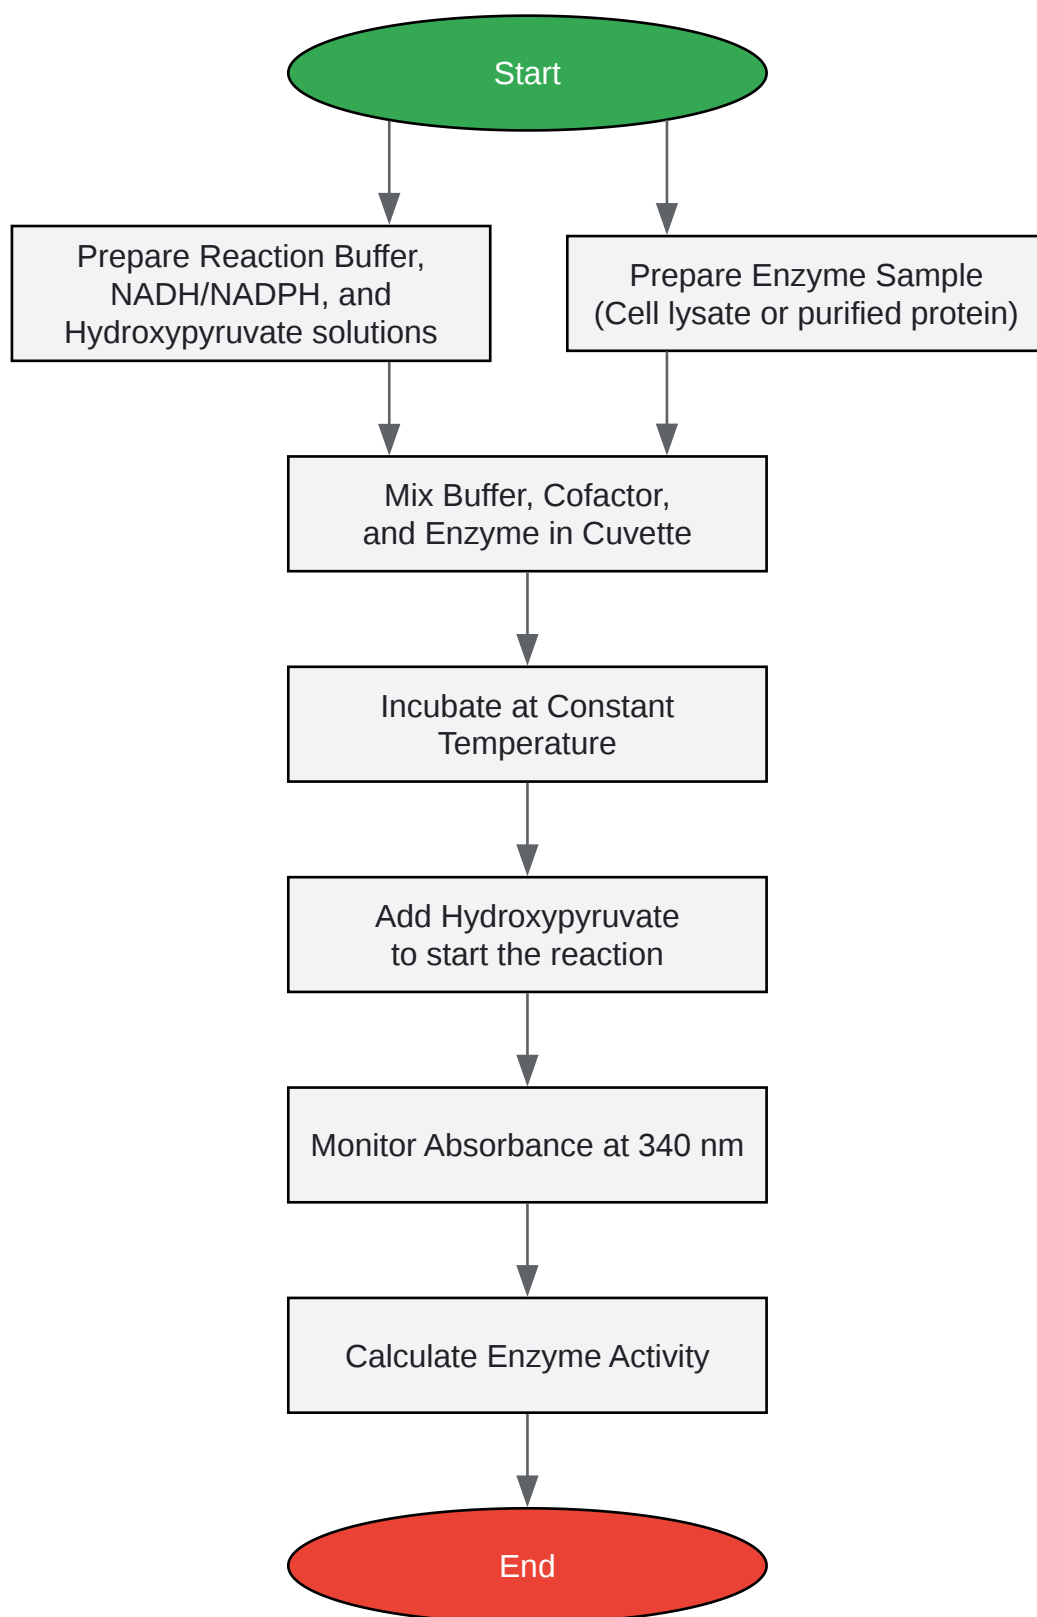 Start
Prepare Reaction Buffer,
NADH/NADPH, and
Hydroxypyruvate solutions
Prepare Enzyme Sample
(Cell lysate or purified protein)
Mix Buffer, Cofactor,
and Enzyme in Cuvette
Incubate at Constant
Temperature
Add Hydroxypyruvate
to start the reaction
Monitor Absorbance at 340 nm
Calculate Enzyme Activity
End